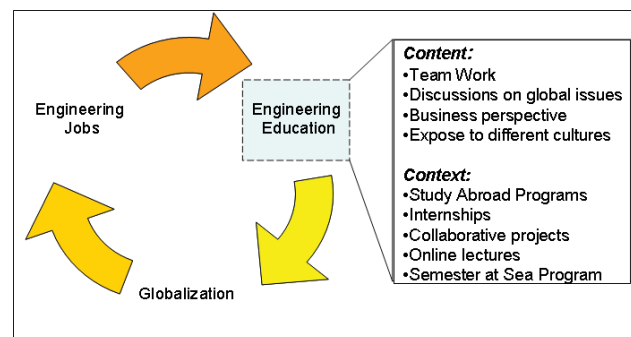 Engineering
Jobs
Engineering
Education
Globalization
Content:
•Team Work
•Discussions on global issues
•Business perspective
•Expose to different cultures
Context:
•Study Abroad Programs
•Internships
•Collaborative projects
•Online lectures
•Semester at Sea Program